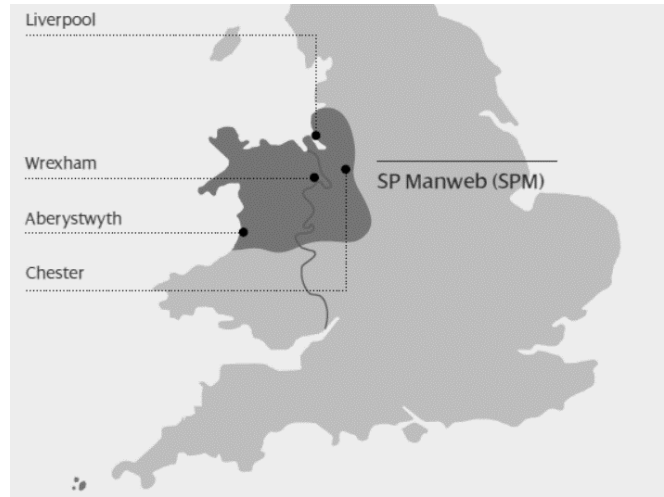 Liverpool
Wrexham
SP Manweb (SPM)
Aberystwyth
Chester